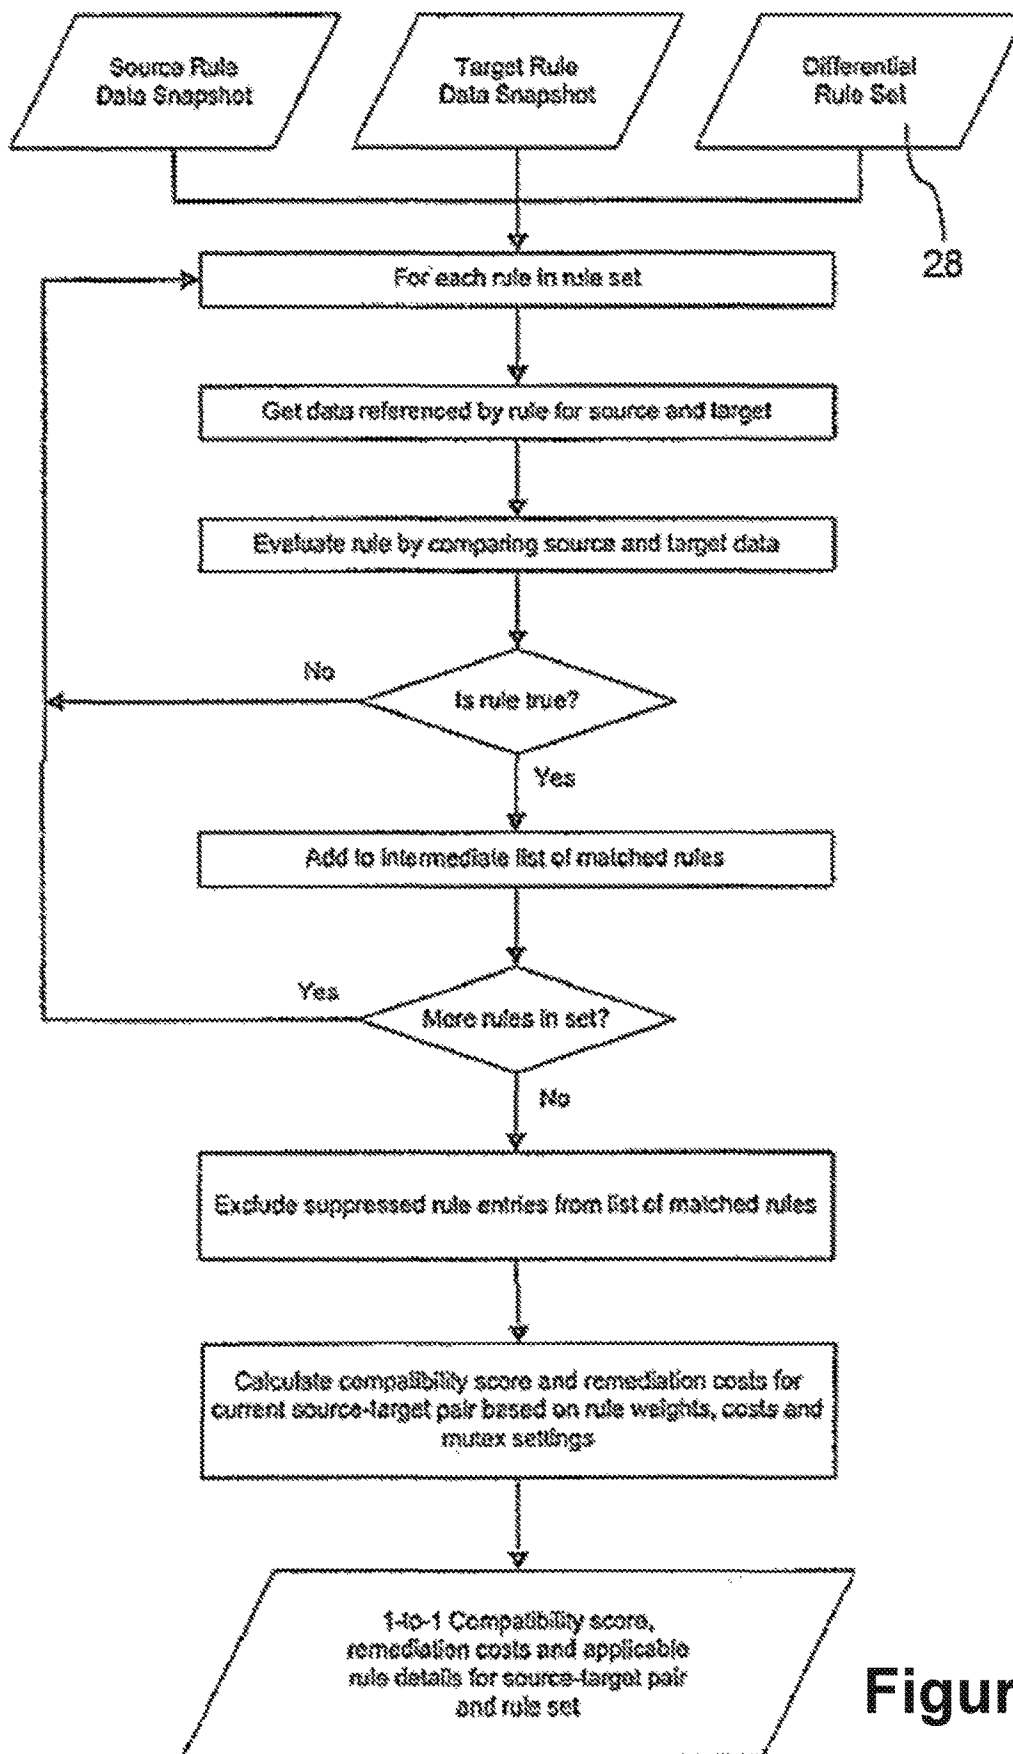 Source Rule
Data Snapshot
Target Rule
Data Snapshot
Differential
Rule Set
28
For each rule in rule set
Get data referenced by rule for source and target
Evaluate rule by comparing source and target data
No
Is rule true?
Yes
Add to intermediate list of matched rules
Yes
More rules in set?
No
Exclude suppressed rule entries from list of matched rules
Calculate compatibility score and remediation costs for
current source-target pair based on rule weights, costs and
mutex settings
1-to-1 Compatibility score,
remediation costs and applicable
rule details for source-target pair
and rule set
Figur